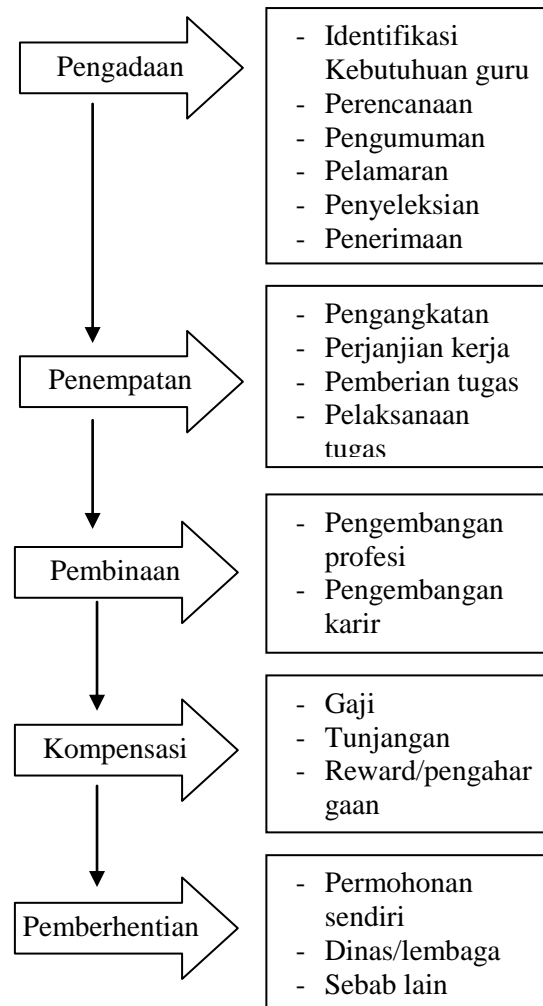 Pengadaan
- Identifikasi
Kebutuhuan guru
- Perencanaan
- Pengumuman
- Pelamaran
- Penyeleksian
- Penerimaan
Penempatan
- Pengangkatan
- Perjanjian kerja
- Pemberian tugas
- Pelaksanaan
tugas
Pembinaan
- Pengembangan
profesi
- Pengembangan
karir
Kompensasi
- Gaji
- Tunjangan
- Reward/pengahar
gaan
Pemberhentian
- Permohonan
sendiri
- Dinas/lembaga
- Sebab lain